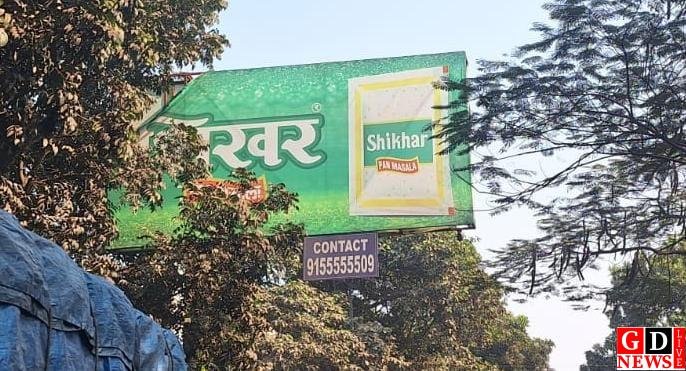 शिखर®
Shikhar
PAN MASALA
CONTACT
9155555509
GD
NEWS
LIVE